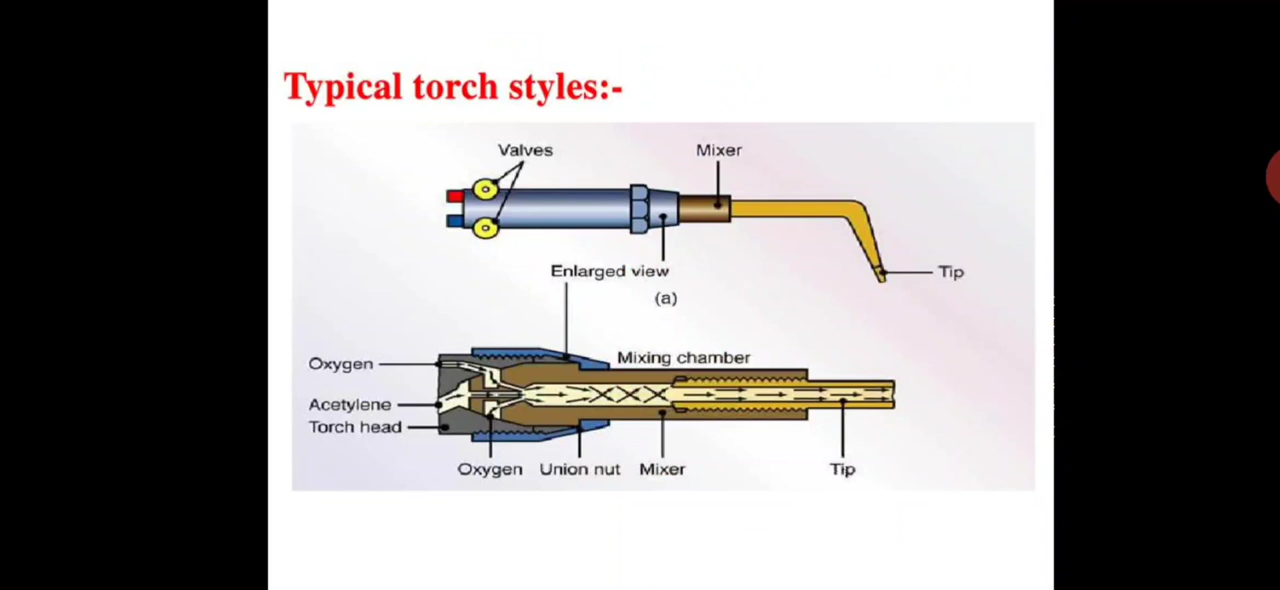 Typical torch styles:-
Valves
Mixer
Enlarged view
Tip
(a)
Oxygen
Mixing chamber
Acetylene
Torch head
Oxygen Union nut Mixer Tip